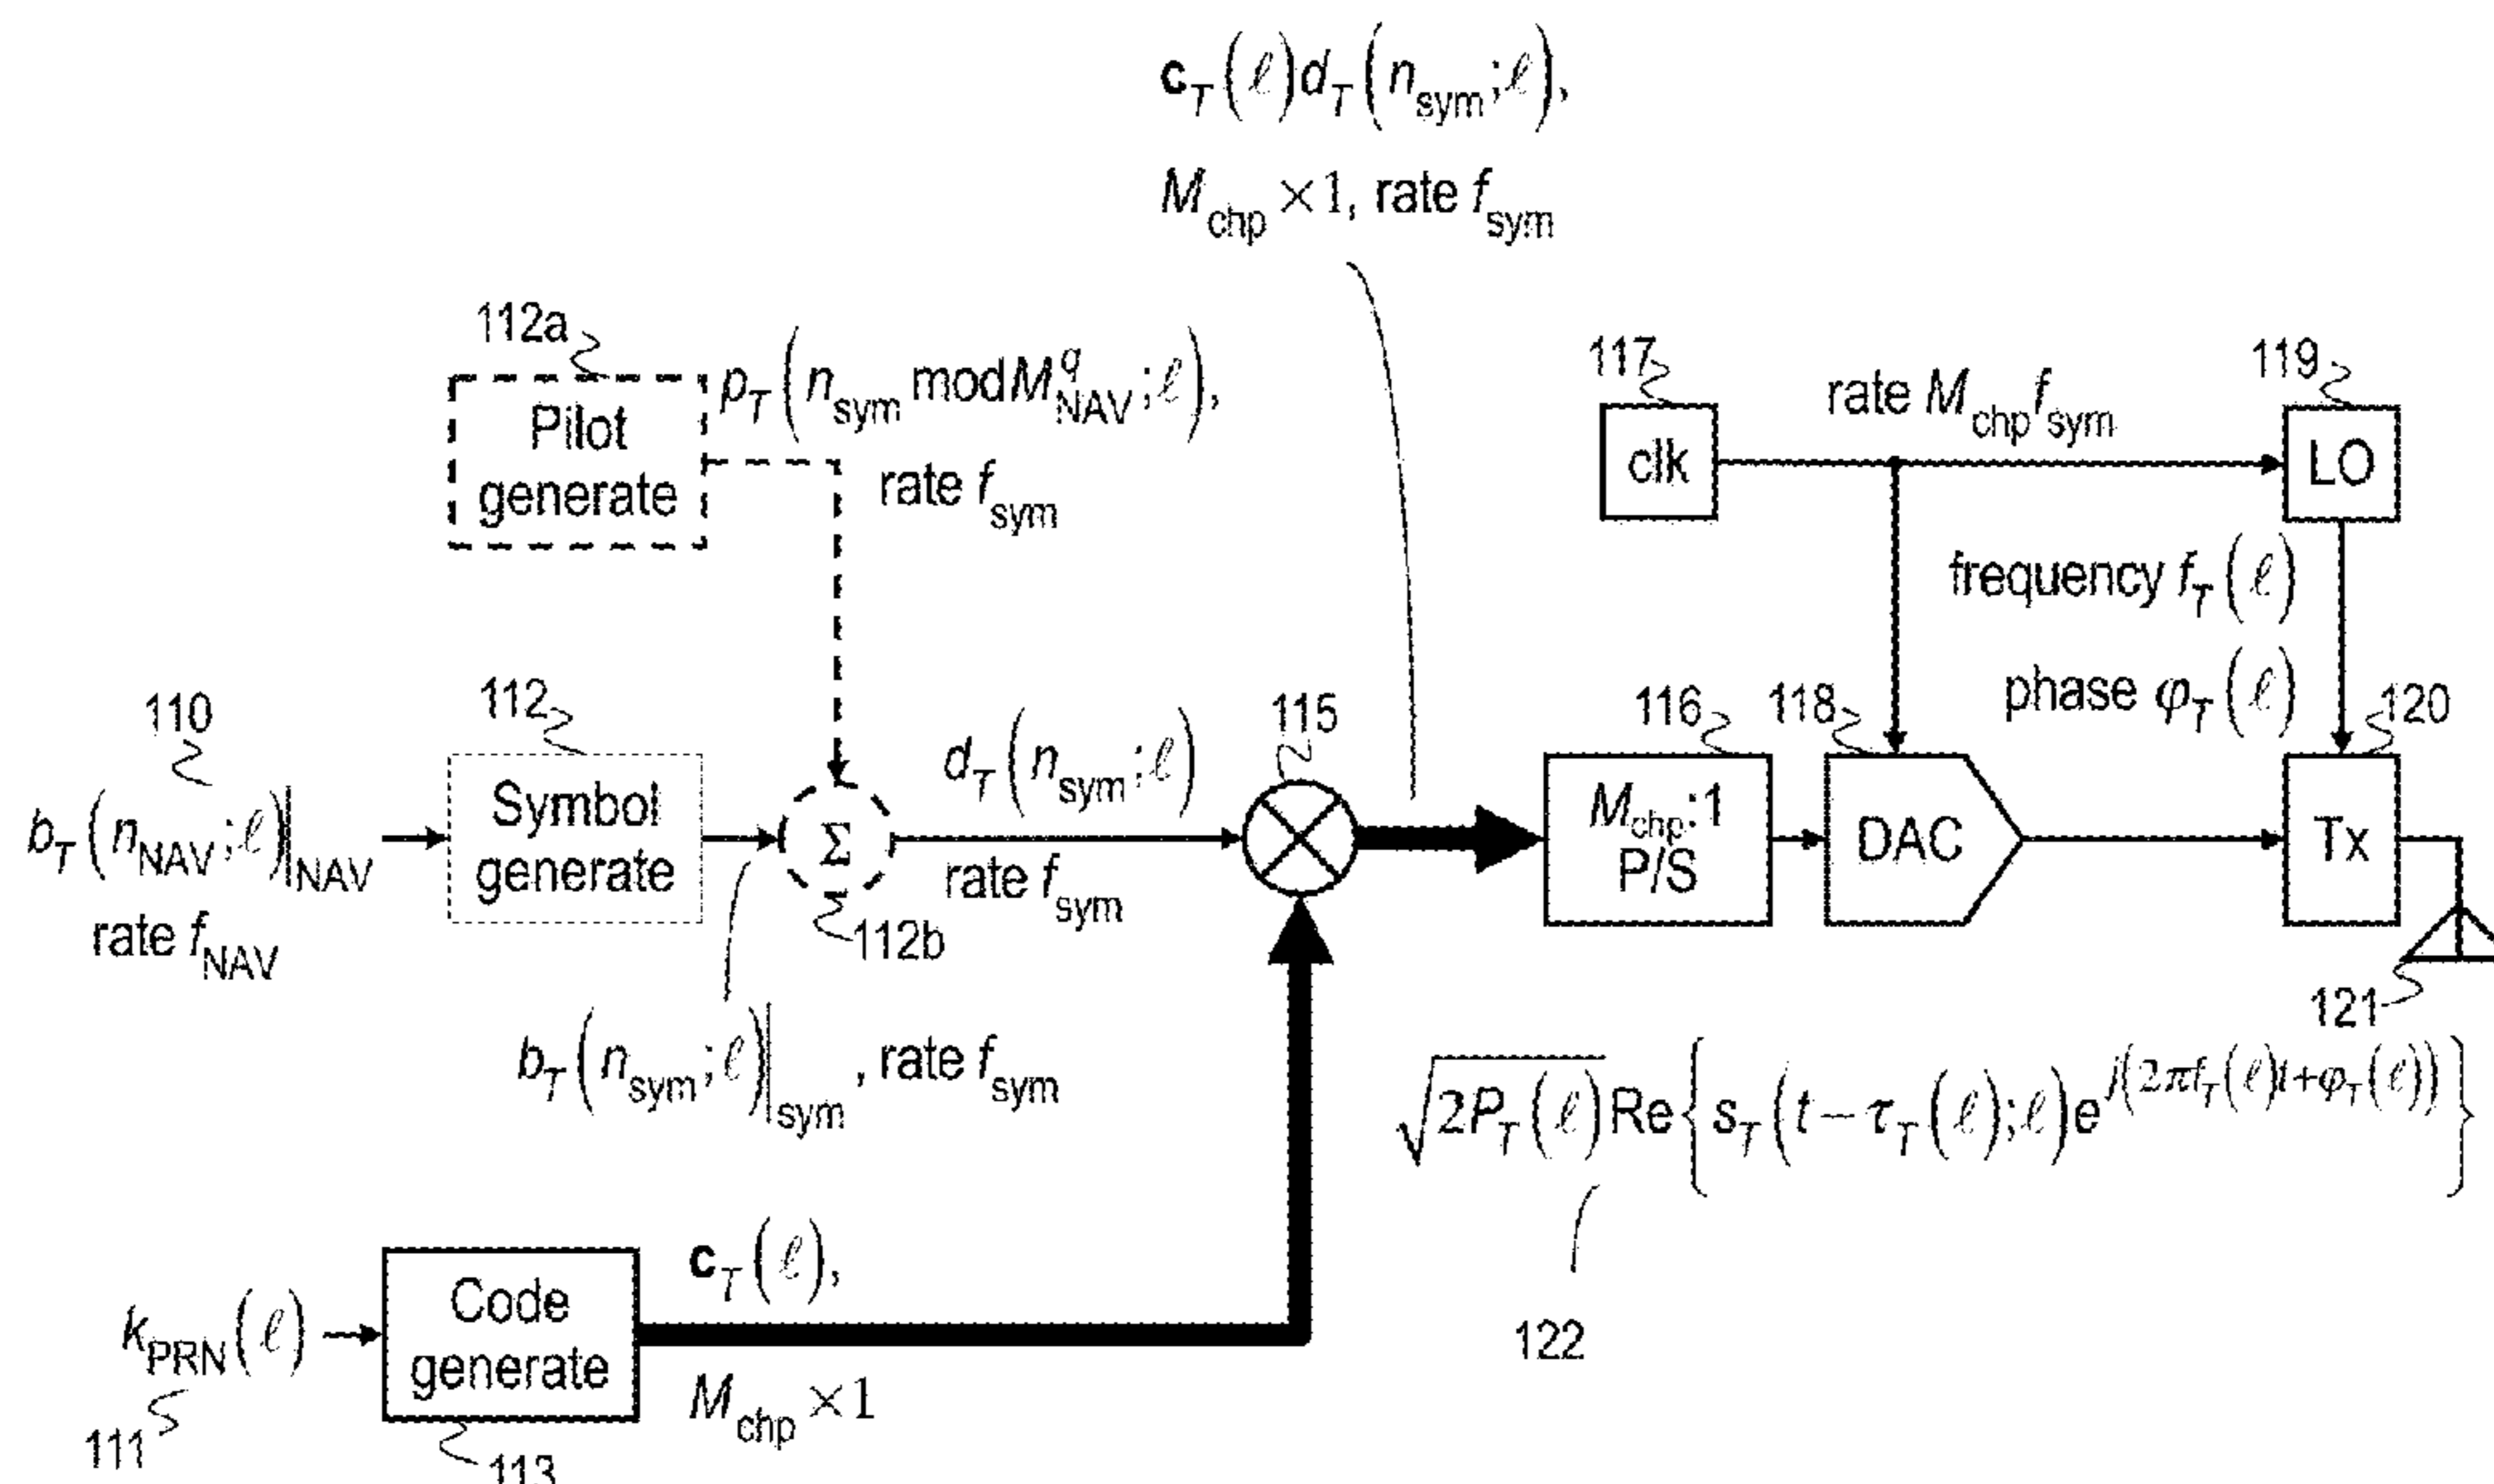 𝐜_T(ℓ)d_T(n_sym;ℓ),
M_chp ×1, rate f_sym
112a
p_T(n_sym mod M^q_NAV;ℓ),
Pilot
generate
rate f_sym
117
clk
rate M_chp f_sym
119
LO
frequency f_T(ℓ)
phase φ_T(ℓ)
110
b_T(n_NAV;ℓ)|_NAV
rate f_NAV
112
Symbol
generate
Σ
112b
d_T(n_sym;ℓ)
rate f_sym
115
116
M_chp:1
P/S
118
DAC
120
Tx
121
b_T(n_sym;ℓ)|_sym, rate f_sym
√2P_T(ℓ) Re{s_T(t−τ_T(ℓ);ℓ)e^j(2πf_T(ℓ)t+φ_T(ℓ))}
122
k_PRN(ℓ)
111
Code
generate
113
𝐜_T(ℓ),
M_chp ×1